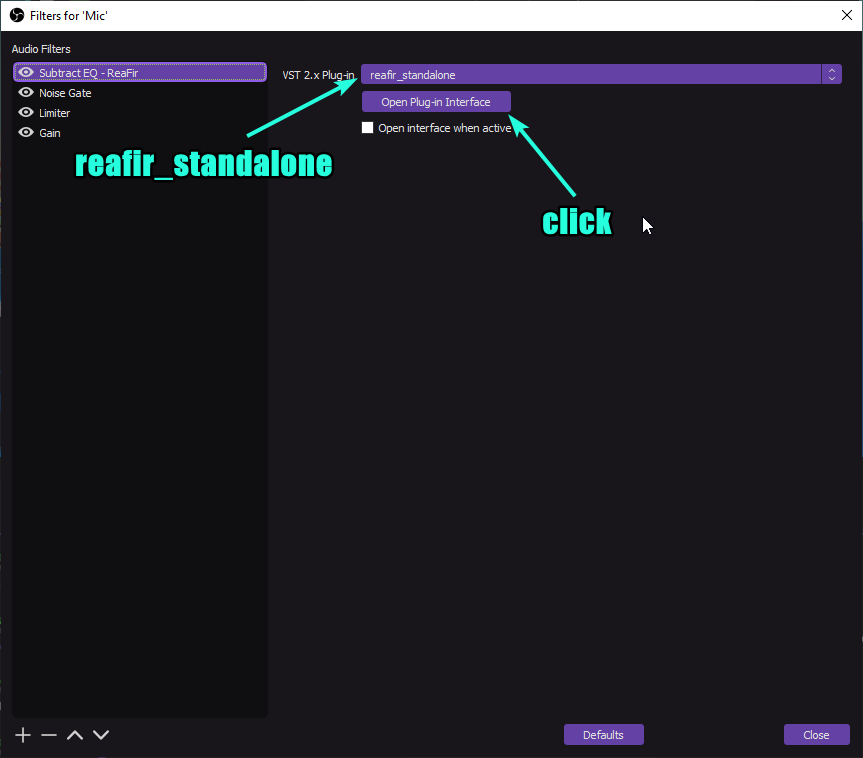 Filters for 'Mic'
Audio Filters
Subtract EQ - ReaFir
Noise Gate
Limiter
Gain
VST 2.x Plug-in
reafir_standalone
Open Plug-in Interface
Open interface when active
reafir_standalone
click
Defaults
Close